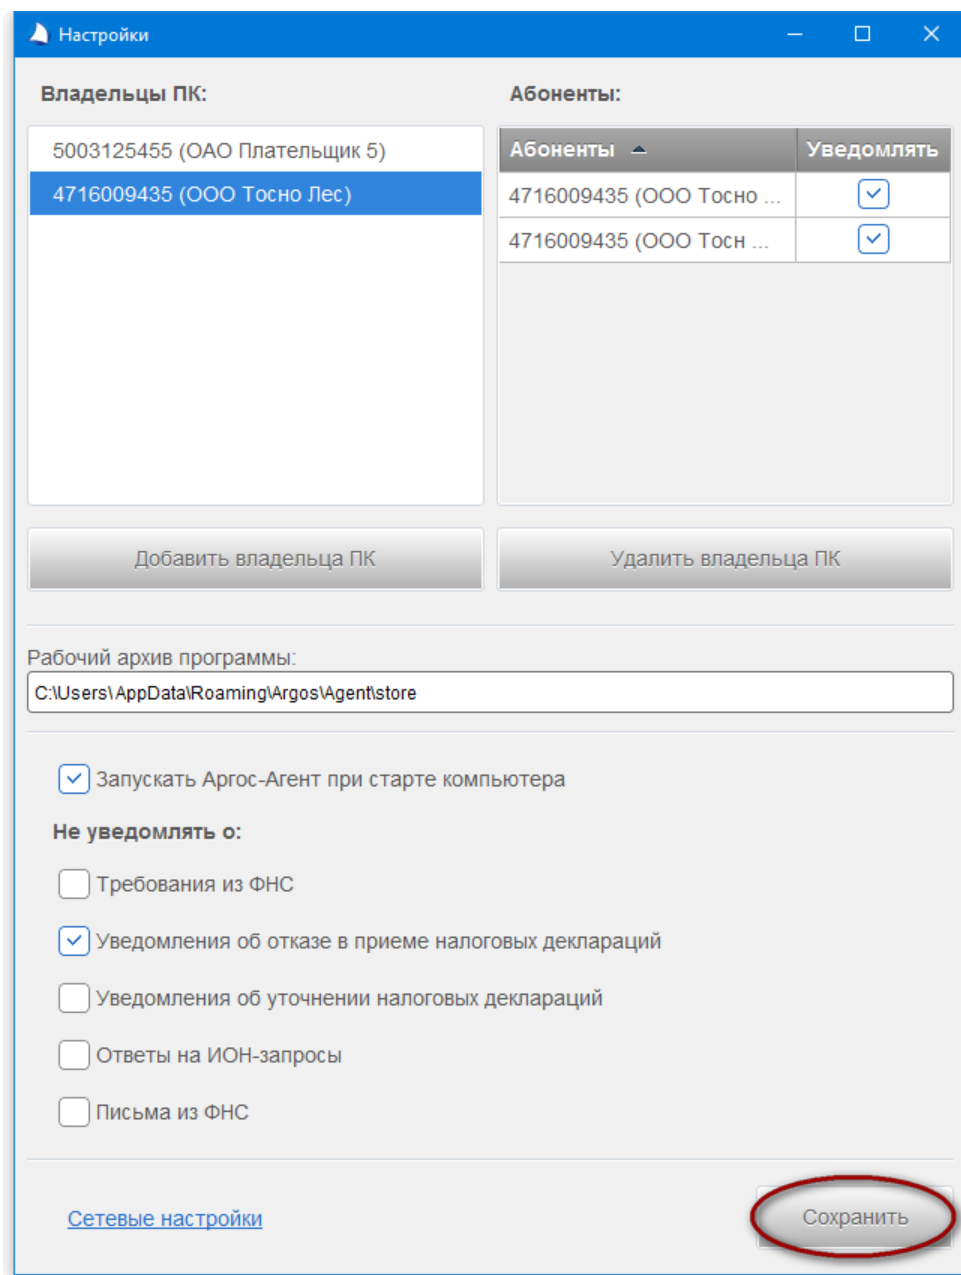 Настройки
Владельцы ПК:
Абоненты:
5003125455 (ОАО Плательщик 5)
4716009435 (ООО Тосно Лес)
Абоненты
Уведомлять
4716009435 (ООО Тосно ...
4716009435 (ООО Тосн ...
Добавить владельца ПК
Удалить владельца ПК
Рабочий архив программы:
C:\Users\AppData\Roaming\Argos\Agent\store
Запускать Аргос-Агент при старте компьютера
Не уведомлять о:
Требования из ФНС
Уведомления об отказе в приеме налоговых деклараций
Уведомления об уточнении налоговых деклараций
Ответы на ИОН-запросы
Письма из ФНС
Сетевые настройки
Сохранить